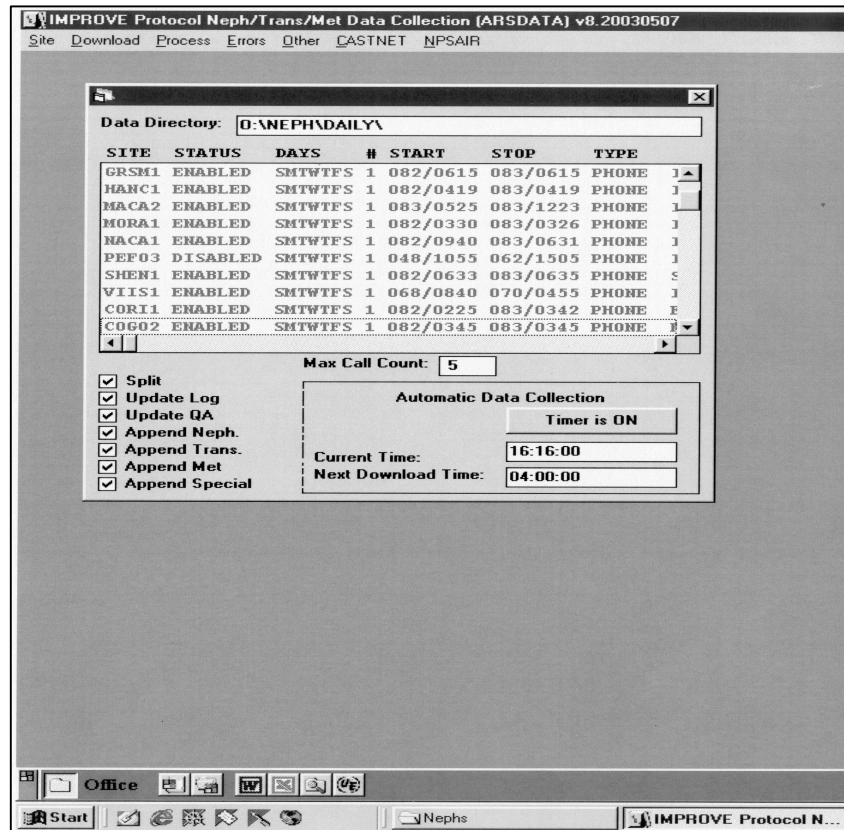 IMPROVE Protocol Neph/Trans/Met Data Collection (ARSDATA) v8.20030507
Site Download Process Errors Other CASTNET NPSAIR
Data Directory: O:\NEPH\DAILY\
SITE STATUS DAYS # START STOP TYPE
GRSM1 ENABLED SMTWTFS 1 082/0615 083/0615 PHONE
HANC1 ENABLED SMTWTFS 1 082/0419 083/0419 PHONE
MACA2 ENABLED SMTWTFS 1 083/0525 083/1223 PHONE
MORA1 ENABLED SMTWTFS 1 082/0330 083/0326 PHONE
NACA1 ENABLED SMTWTFS 1 082/0940 083/0631 PHONE
PEFO3 DISABLED SMTWTFS 1 048/1055 062/1505 PHONE
SHEN1 ENABLED SMTWTFS 1 082/0633 083/0635 PHONE S
VIIS1 ENABLED SMTWTFS 1 068/0840 070/0455 PHONE
CORI1 ENABLED SMTWTFS 1 082/0225 083/0342 PHONE
COGO2 ENABLED SMTWTFS 1 082/0345 083/0345 PHONE
Max Call Count: 5
Split
Update Log
Update QA
Append Neph.
Append Trans.
Append Met
Append Special
Automatic Data Collection
Timer is ON
Current Time: 16:16:00
Next Download Time: 04:00:00
Office W X UE
Start Nephs IMPROVE Protocol N...